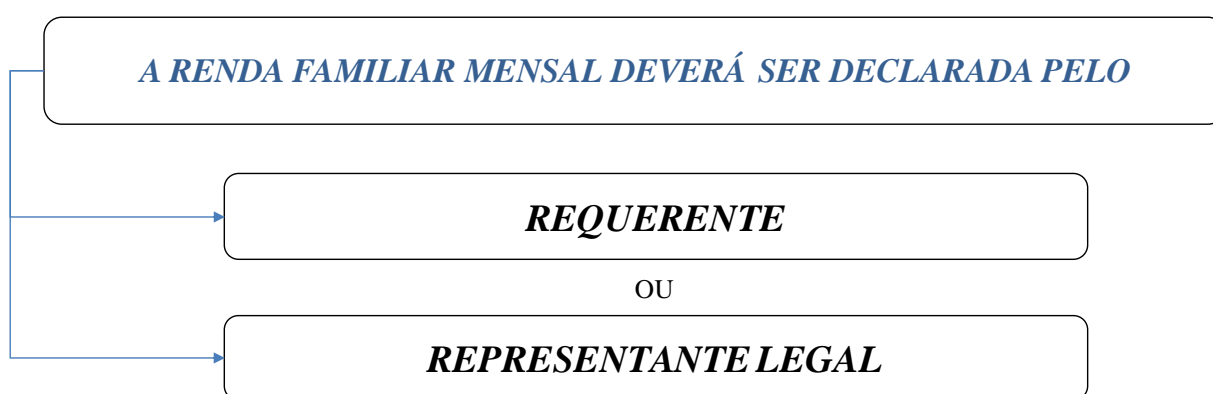 A RENDA FAMILIAR MENSAL DEVERÁ SER DECLARADA PELO
REQUERENTE
OU
REPRESENTANTE LEGAL